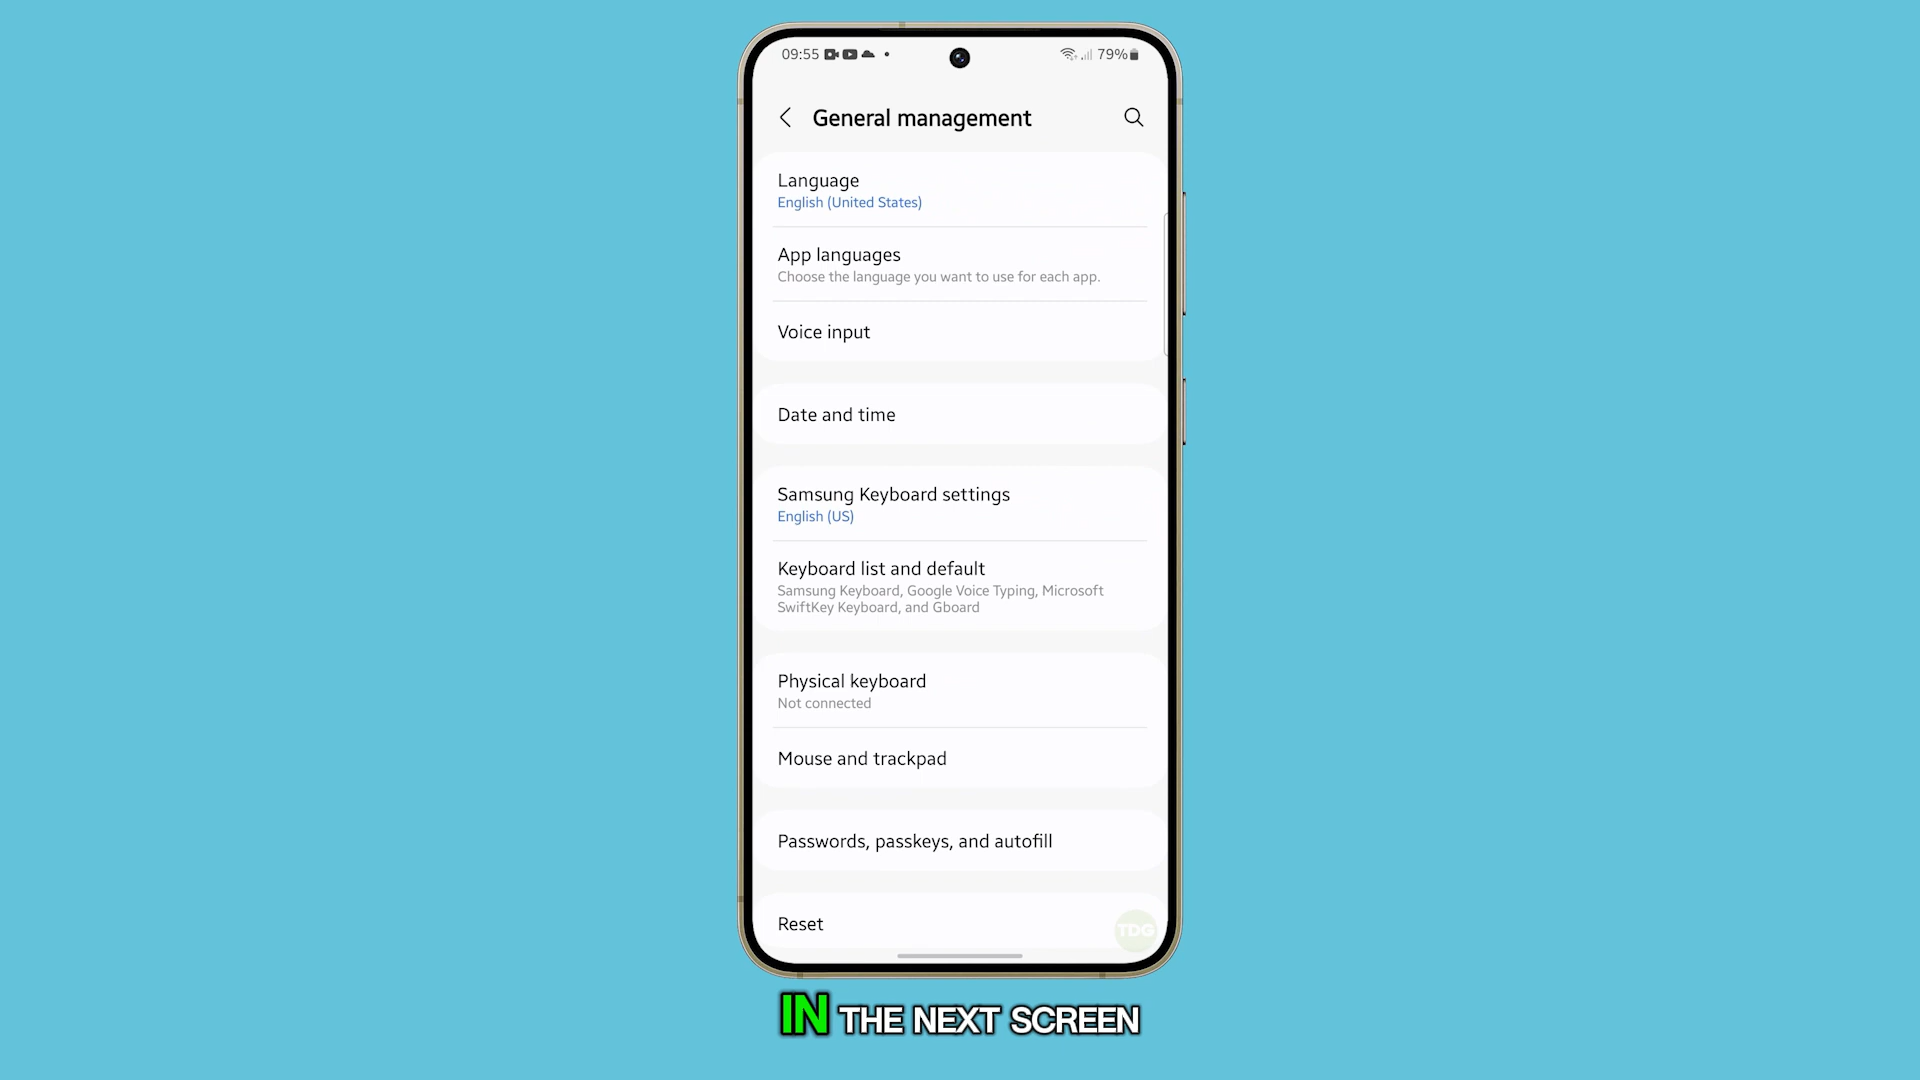 09:55
79%
General management
Language
English (United States)
App languages
Choose the language you want to use for each app.
Voice input
Date and time
Samsung Keyboard settings
English (US)
Keyboard list and default
Samsung Keyboard, Google Voice Typing, Microsoft
SwiftKey Keyboard, and Gboard
Physical keyboard
Not connected
Mouse and trackpad
Passwords, passkeys, and autofill
Reset
TDG
IN THE NEXT SCREEN